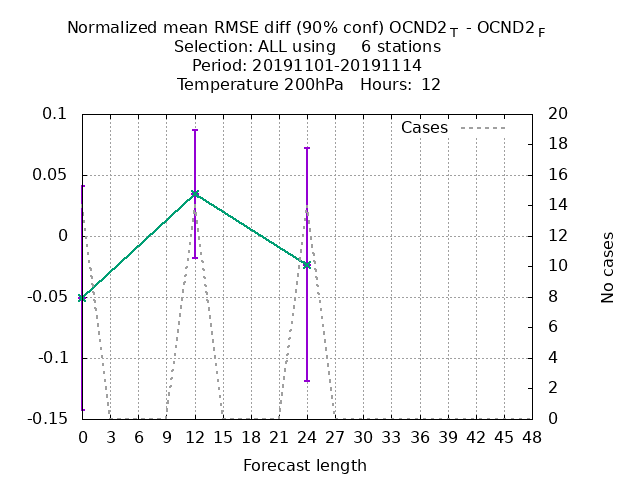 Normalized mean RMSE diff (90% conf) OCND2 T - OCND2 F
Selection: ALL using 6 stations
Period: 20191101-20191114
Temperature 200hPa Hours: 12
0.1
0.05
0
-0.05
-0.1
-0.15
Cases
20
18
16
14
12
10
8
6
4
2
0
No cases
0 3 6 9 12 15 18 21 24 27 30 33 36 39 42 45 48
Forecast length